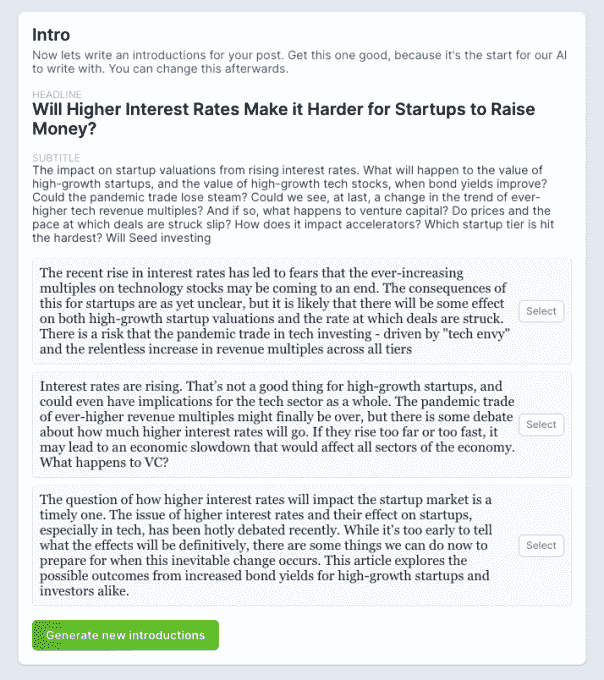 Intro
Now lets write an introductions for your post. Get this one good, because it's the start for our AI
to write with. You can change this afterwards.
HEADLINE
Will Higher Interest Rates Make it Harder for Startups to Raise
Money?
SUBTITLE
The impact on startup valuations from rising interest rates. What will happen to the value of
high-growth startups, and the value of high-growth tech stocks, when bond yields improve?
Could the pandemic trade lose steam? Could we see, at last, a change in the trend of ever-
higher tech revenue multiples? And if so, what happens to venture capital? Do prices and the
pace at which deals are struck slip? How does it impact accelerators? Which startup tier is hit
the hardest? Will Seed investing
The recent rise in interest rates has led to fears that the ever-increasing
multiples on technology stocks may be coming to an end. The consequences of
this for startups are as yet unclear, but it is likely that there will be some effect
on both high-growth startup valuations and the rate at which deals are struck.
There is a risk that the pandemic trade in tech investing - driven by "tech envy"
and the relentless increase in revenue multiples across all tiers
Select
Interest rates are rising. That's not a good thing for high-growth startups, and
could even have implications for the tech sector as a whole. The pandemic trade
of ever-higher revenue multiples might finally be over, but there is some debate
about how much higher interest rates will go. If they rise too far or too fast, it
may lead to an economic slowdown that would affect all sectors of the economy.
What happens to VC?
Select
The question of how higher interest rates will impact the startup market is a
timely one. The issue of higher interest rates and their effect on startups,
especially in tech, has been hotly debated recently. While it's too early to tell
what the effects will be definitively, there are some things we can do now to
prepare for when this inevitable change occurs. This article explores the
possible outcomes from increased bond yields for high-growth startups and
investors alike.
Select
Generate new introductions